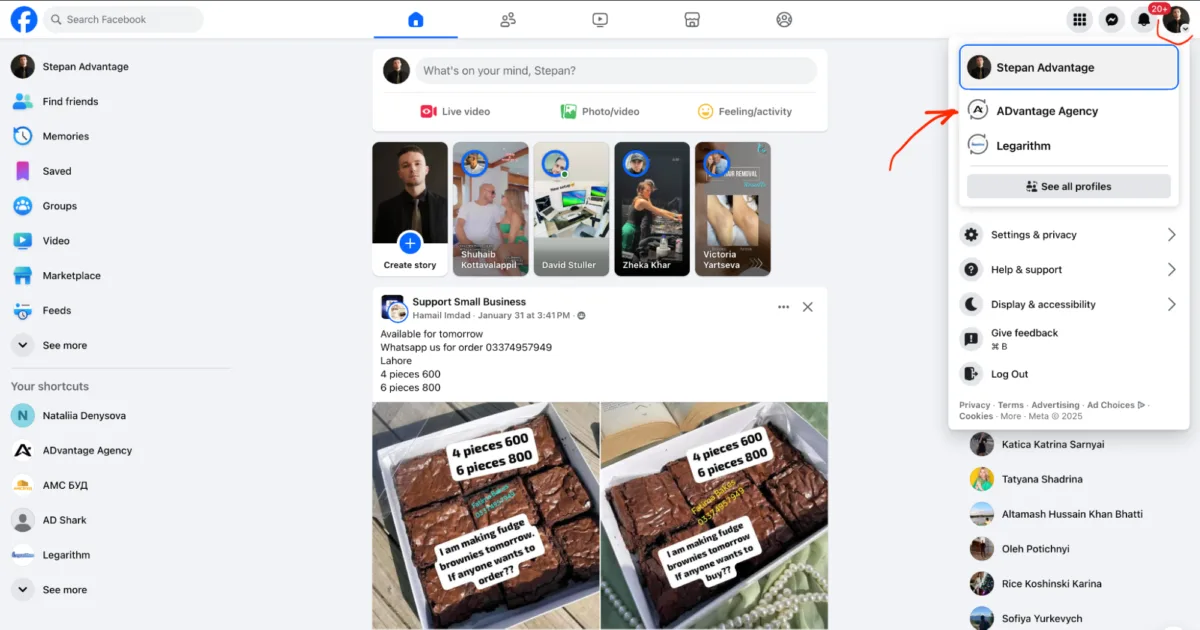 Search Facebook
20+
Stepan Advantage
Find friends
Memories
Saved
Groups
Video
Marketplace
Feeds
See more
Your shortcuts
N
Nataliia Denysova
ADvantage Agency
АМС БУД
AD Shark
Legarithm
See more
What's on your mind, Stepan?
Live video
Photo/video
Feeling/activity
Create story
Shuhaib
Kottavalappil
David Stuller
Zheka Khar
HAIR REMOVAL
Victoria
Yartseva
Support Small Business
Hamail Imdad · January 31 at 3:41 PM ·
Available for tomorrow
Whatsapp us for order 03374957949
Lahore
4 pieces 600
6 pieces 800
4 pieces 600
6 pieces 800
03374957949
I am making fudge
brownies tomorrow.
If anyone wants to
order??
4 pieces 600
6 pieces 800
03374957949
I am making fudge
brownies tomorrow
If anyone wants to
buy??
Stepan Advantage
ADvantage Agency
Legarithm
See all profiles
Settings & privacy
Help & support
Display & accessibility
Give feedback
⌘ B
Log Out
Privacy · Terms · Advertising · Ad Choices ·
Cookies · More · Meta © 2025
Katica Katrina Sarnyai
Tatyana Shadrina
Altamash Hussain Khan Bhatti
Oleh Potichnyi
Rice Koshinski Karina
Sofiya Yurkevych